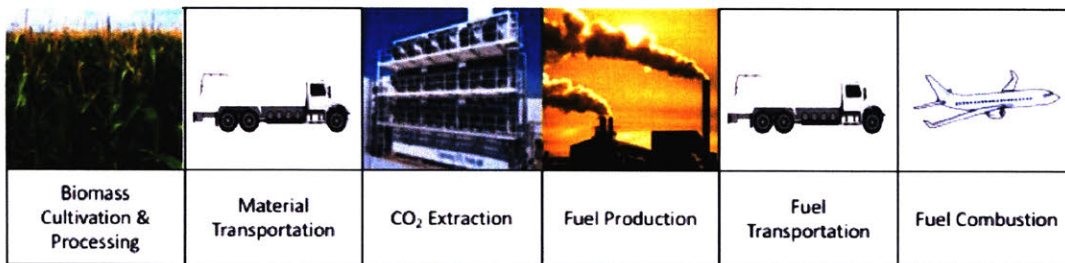 Biomass
Cultivation &
Processing
Material
Transportation
CO₂ Extraction
Fuel Production
Fuel
Transportation
Fuel Combustion